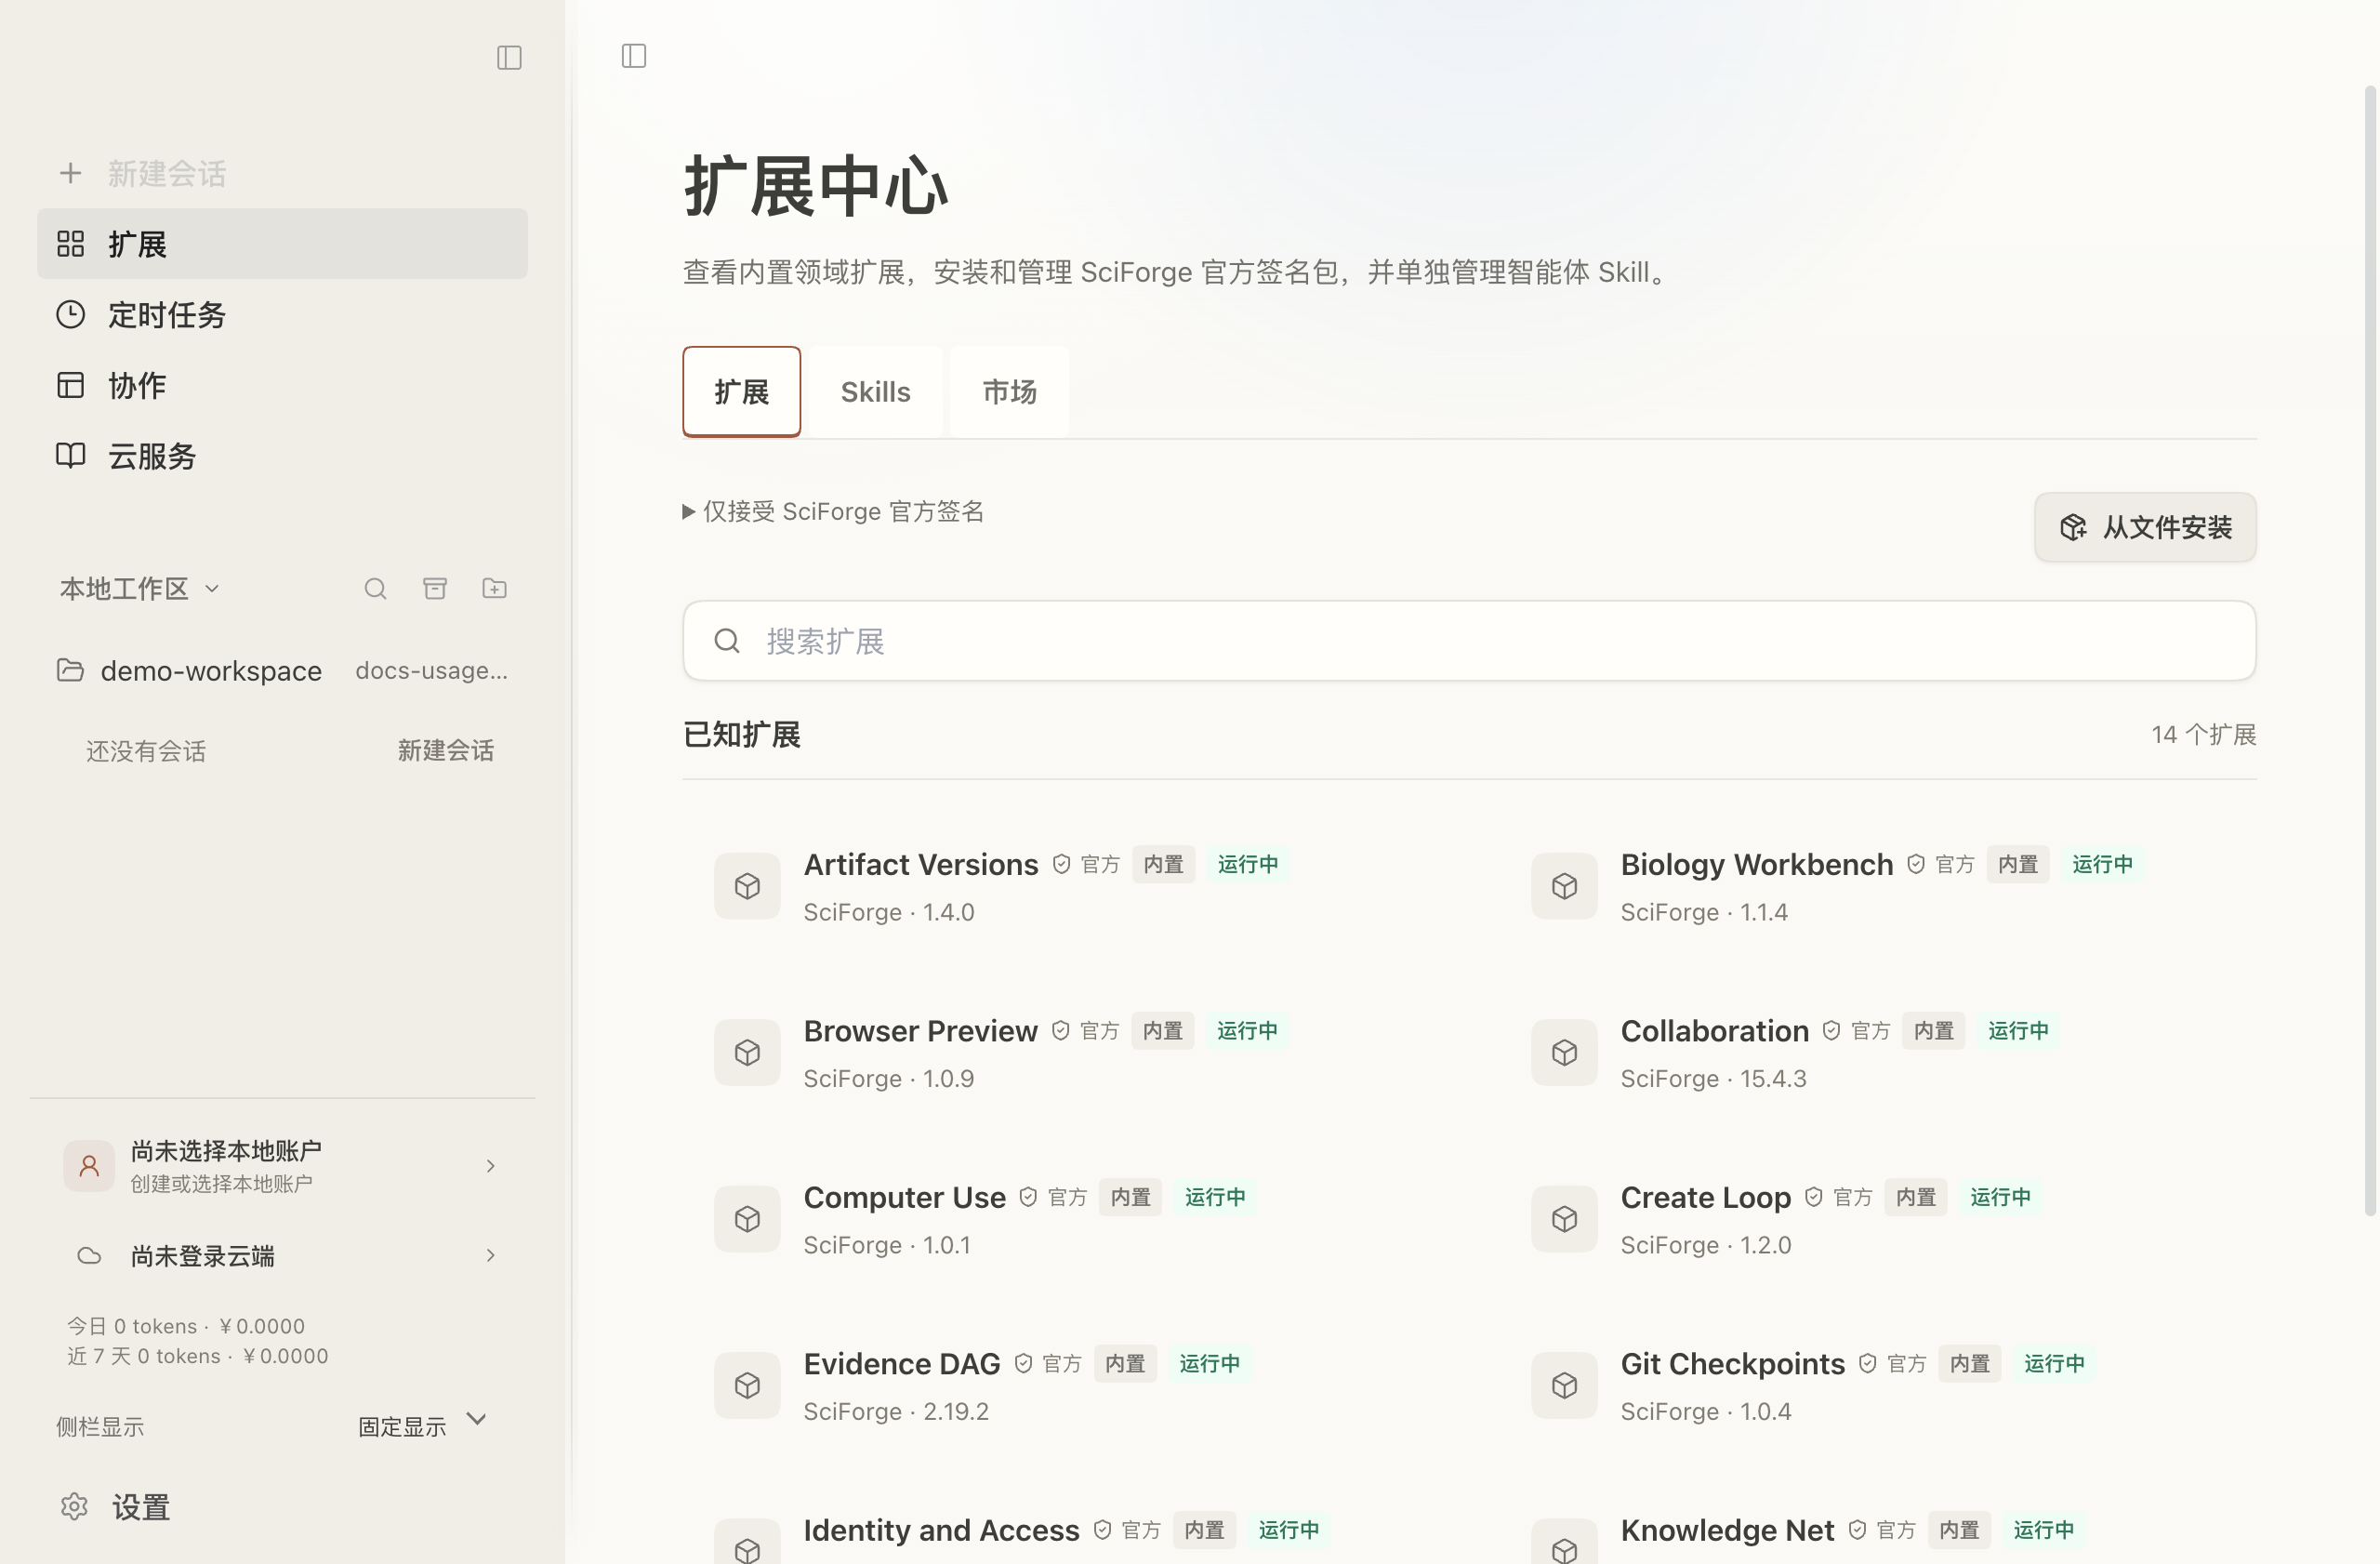 新建会话
扩展
定时任务
协作
云服务
本地工作区
demo-workspace docs-usage...
还没有会话 新建会话
尚未选择本地账户
创建或选择本地账户
尚未登录云端
今日 0 tokens · ¥0.0000
近 7 天 0 tokens · ¥0.0000
侧栏显示 固定显示
设置
扩展中心
查看内置领域扩展，安装和管理 SciForge 官方签名包，并单独管理智能体 Skill。
扩展 Skills 市场
仅接受 SciForge 官方签名
从文件安装
搜索扩展
已知扩展 14 个扩展
Artifact Versions 官方 内置 运行中
SciForge · 1.4.0
Biology Workbench 官方 内置 运行中
SciForge · 1.1.4
Browser Preview 官方 内置 运行中
SciForge · 1.0.9
Collaboration 官方 内置 运行中
SciForge · 15.4.3
Computer Use 官方 内置 运行中
SciForge · 1.0.1
Create Loop 官方 内置 运行中
SciForge · 1.2.0
Evidence DAG 官方 内置 运行中
SciForge · 2.19.2
Git Checkpoints 官方 内置 运行中
SciForge · 1.0.4
Identity and Access 官方 内置 运行中
Knowledge Net 官方 内置 运行中